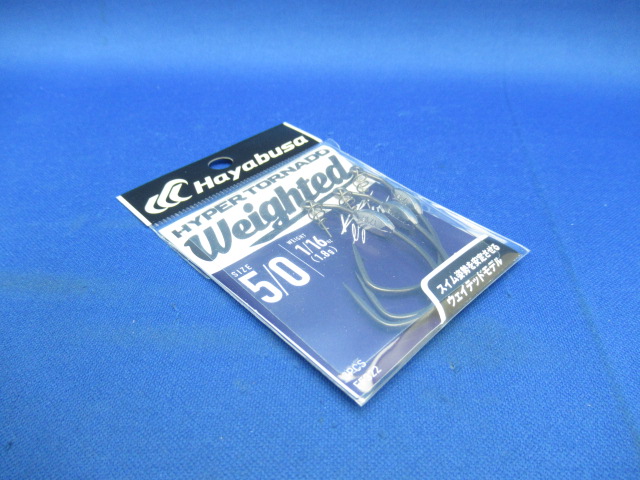 Hayabusa
HYPER TORNADO
Weighted
SIZE
5/0
WEIGHT
1/16oz
(1.8g)
スイム姿勢を安定させる
ウェイテッドモデル
PCS